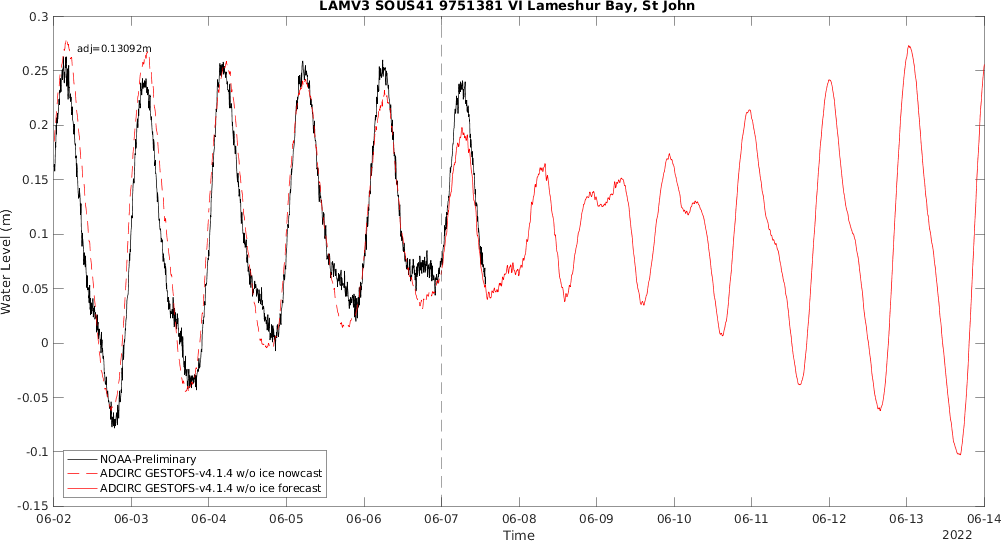 LAMV3 SOUS41 9751381 VI Lameshur Bay, St John
adj=0.13092m
0.3
0.25
0.2
0.15
0.1
0.05
0
-0.05
-0.1
-0.15
Water Level (m)
NOAA-Preliminary
ADCIRC GESTOFS-v4.1.4 w/o ice nowcast
ADCIRC GESTOFS-v4.1.4 w/o ice forecast
06-02 06-03 06-04 06-05 06-06 06-07 06-08 06-09 06-10 06-11 06-12 06-13 06-14
Time
2022